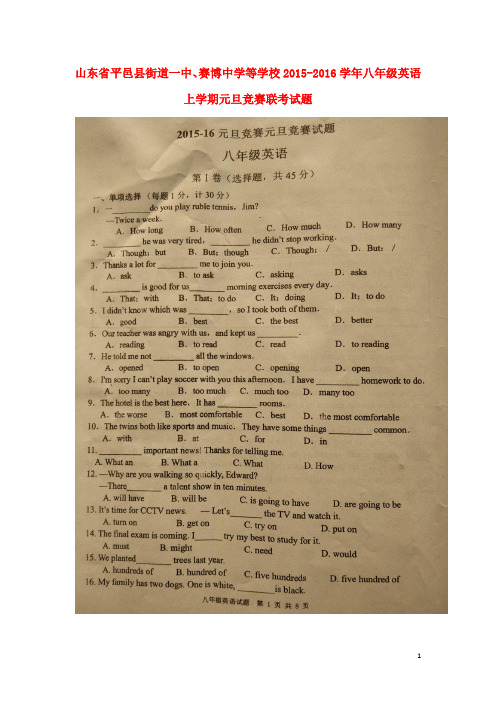 山东省平邑县街道一中、赛博中学等学校2015-2016学年八年级英语
上学期元旦竞赛联考试题
2015-16 元旦竞赛元旦竞赛试题
八年级英语
第Ⅰ卷（选择题，共45分）
一、单项选择（每题1分，计30分）
1．—________do you play ruble tennis，Jim?
—Twice a week.
A．How long B．How often C．How much D．How many
2．________ he was very tired，________ he didn't stop working．
A．Though；but B．But；though C．Though； / D．But； /
3．Thanks a lot for ________ me to join you．
A．ask B．to ask C．asking D．asks
4．________ is good for us________ morning exercises every day．
A．That；with B．That；to do C．It；doing D．It；to do
5．I didn't know which was ________，so I took both of them．
A．good B．best C．the best D．better
6．Our teacher was angry with us，and kept us ________．
A．reading B．to read C．read D．to reading
7．He told me not ________ all the windows．
A．opened B．to open C．opening D．open
8．I'm sorry I can't play soccer with you this afternoon．I have ________ homework to do．
A．too many B．too much C．much too D．many too
9．The hotel is the best here．It has ________ rooms．
A．the worse B．most comfortable C．best D．the most comfortable
10．The twins both like sports and music．They have some things ________ common．
A．with B．at C．for D．in
11.________ important news! Thanks for telling me.
A. What an B. What a C. What D. How
12. —Why are you walking so quickly, Edward?
—There________ a talent show in ten minutes.
A. will have B. will be C. is going to have D. are going to be
13. It's time for CCTV news. — Let's________ the TV and watch it.
A. turn on B. get on C. try on D. put on
14. The final exam is coming. I________ try my best to study for it.
A. must B. might C. need D. would
15. We planted________ trees last year.
A. hundreds of B. hundred of C. five hundreds D. five hundred of
16. My family has two dogs. One is white, ________is black.
八年级英语试题 第 1 页 共 8 页
1